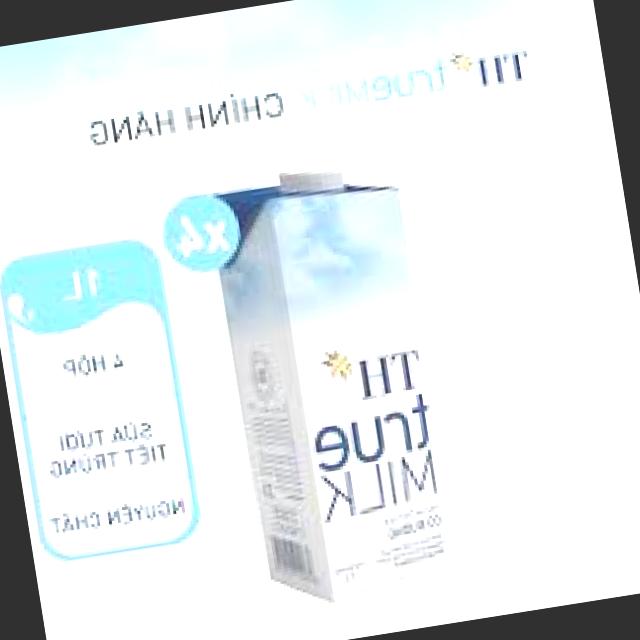 TH true MILK CHÍNH HÃNG
x4
1L
4 HỘP
SỮA TƯƠI
TIỆT TRÙNG
NGUYÊN CHẤT
TH
true
MILK